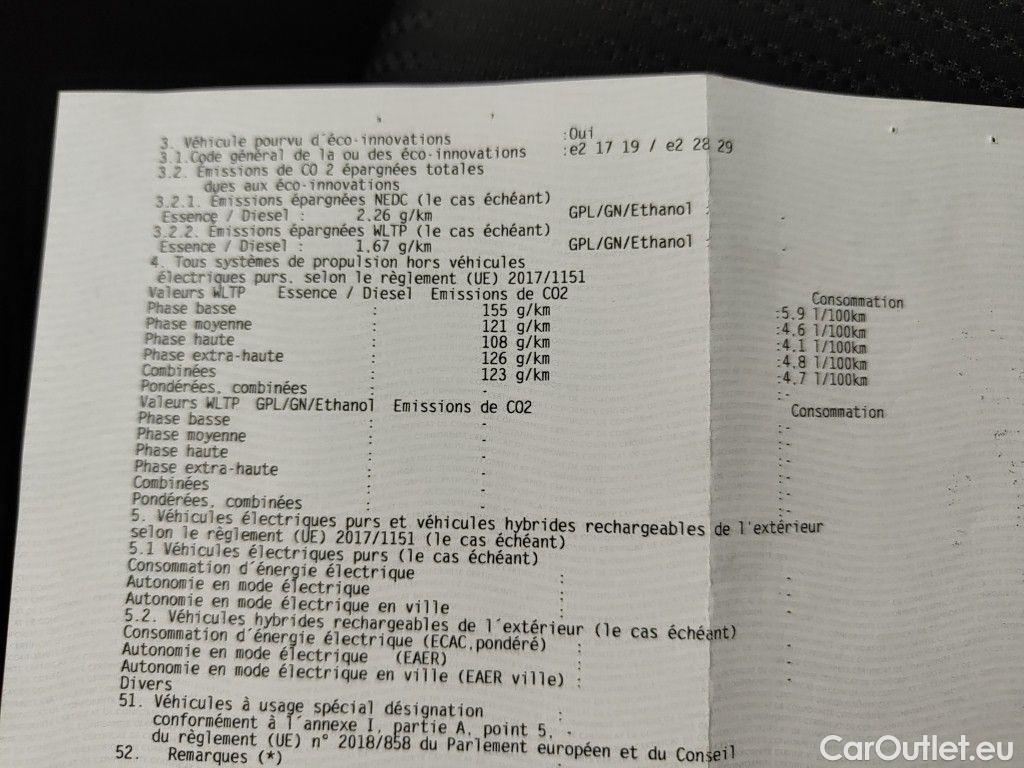 3. Véhicule pourvu d´éco-innovations :Oui
3.1.Code général de la ou des éco-innovations :e2 17 19 / e2 28 29
3.2. Emissions de CO 2 épargnées totales
dues aux éco-innovations
3.2.1. Emissions épargnées NEDC (le cas échéant)
Essence / Diesel : 2.26 g/km GPL/GN/Ethanol : -
3.2.2. Emissions épargnées WLTP (le cas échéant)
Essence / Diesel : 1.67 g/km GPL/GN/Ethanol : -
4. Tous systèmes de propulsion hors véhicules
électriques purs, selon le règlement (UE) 2017/1151
Valeurs WLTP Essence / Diesel Emissions de CO2 Consommation
Phase basse : 155 g/km :5.9 l/100km
Phase moyenne : 121 g/km :4.6 l/100km
Phase haute : 108 g/km :4.1 l/100km
Phase extra-haute : 126 g/km :4.8 l/100km
Combinées : 123 g/km :4.7 l/100km
Pondérées, combinées : - :-
Valeurs WLTP GPL/GN/Ethanol Emissions de CO2 Consommation
Phase basse : - :-
Phase moyenne : - :-
Phase haute : - :-
Phase extra-haute : - :-
Combinées : - :-
Pondérées, combinées : - :-
5. Véhicules électriques purs et véhicules hybrides rechargeables de l'extérieur
selon le règlement (UE) 2017/1151 (le cas échéant)
5.1 Véhicules électriques purs (le cas échéant)
Consommation d´énergie électrique : -
Autonomie en mode électrique : -
Autonomie en mode électrique en ville : -
5.2. Véhicules hybrides rechargeables de l´extérieur (le cas échéant)
Consommation d´énergie électrique (ECAC,pondéré) : -
Autonomie en mode électrique (EAER) : -
Autonomie en mode électrique en ville (EAER ville) : -
Divers
51. Véhicules à usage spécial désignation :
conformément à l´annexe I, partie A, point 5, -
du règlement (UE) n° 2018/858 du Parlement européen et du Conseil
52. Remarques (*)
CarOutlet.eu